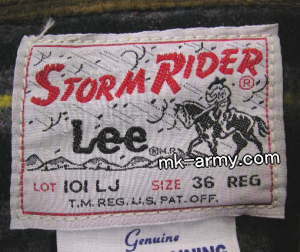 STORM RIDER ®
Lee ® M.R.
mk-army.com
LOT 101 LJ SIZE 36 REG
T.M. REG. U.S. PAT. OFF.
Genuine